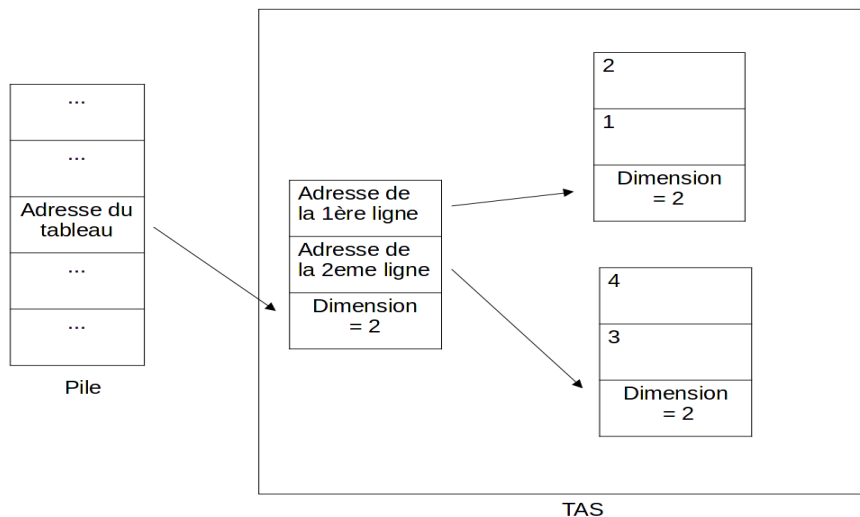 ...
...
Adresse du
tableau
...
...
Pile
Adresse de
la 1ère ligne
Adresse de
la 2eme ligne
Dimension
= 2
2
1
Dimension
= 2
4
3
Dimension
= 2
TAS